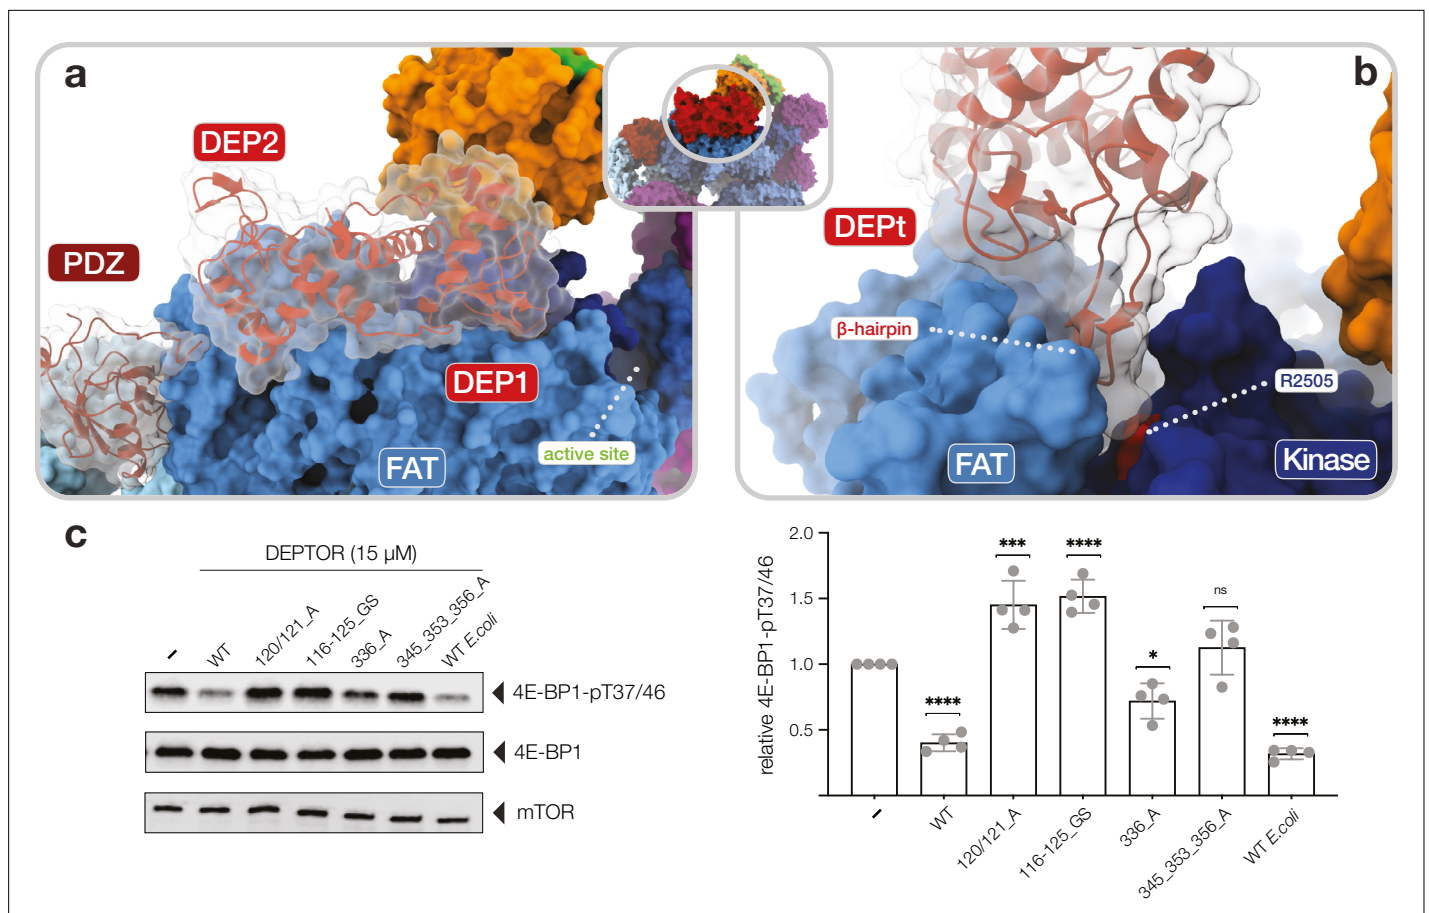 a
DEP2
PDZ
DEP1
FAT
active site
b
DEPt
β-hairpin
R2505
FAT
Kinase
c
DEPTOR (15 µM)
–
WT
120/121_A
116-125_GS
336_A
345_353_356_A
WT E.coli
4E-BP1-pT37/46
4E-BP1
mTOR
relative 4E-BP1-pT37/46
2.0
1.5
1.0
0.5
****
***
****
*
ns
****
–
WT
120/121_A
116-125_GS
336_A
345_353_356_A
WT E.coli